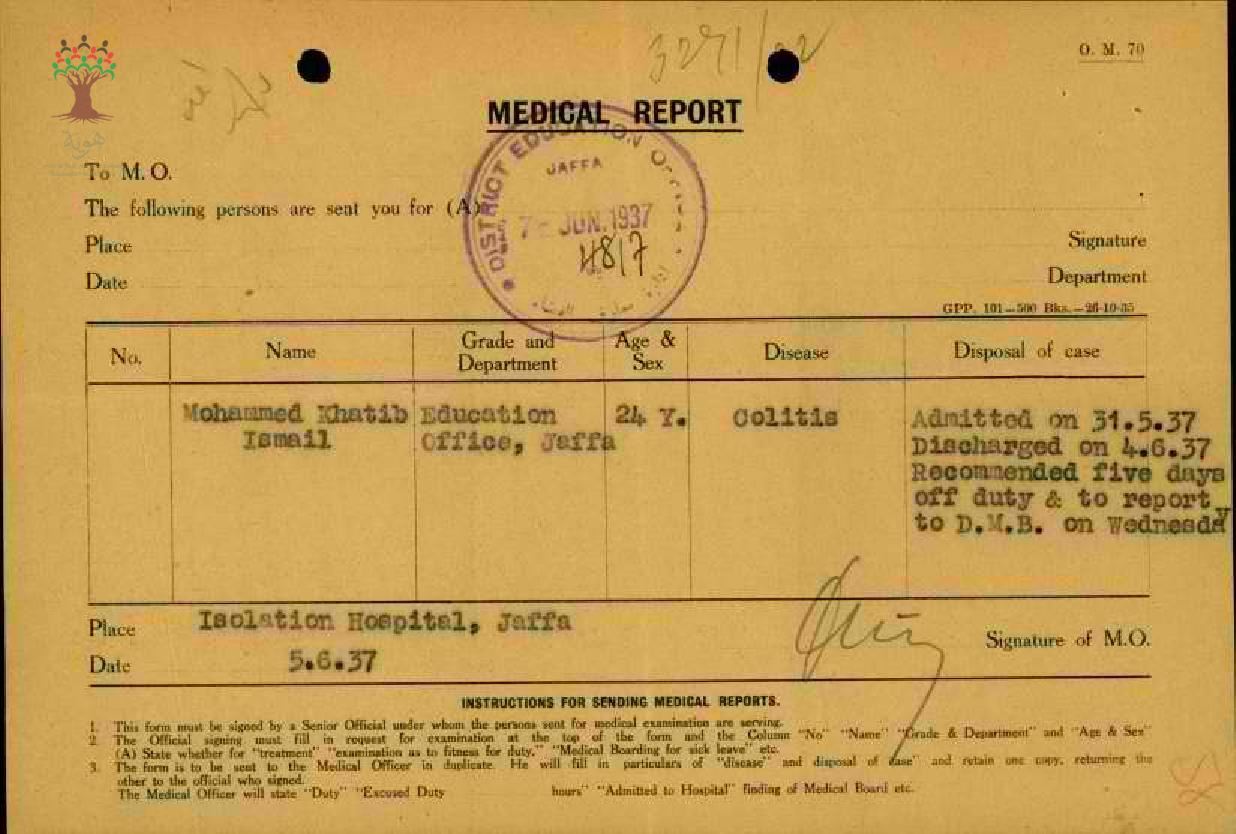 هوية
3271/22
O. M. 70
MEDICAL REPORT
To M. O.
DISTRICT EDUCATION
JAFFA
7 - JUN. 1937
4817
The following persons are sent you for (A)
Place
Signature
Date
Department
GPP. 101—500 Bks.—26-10-35
No.
Name
Grade and Department
Age & Sex
Disease
Disposal of case
Mohammed Khatib
Ismail
Education
Office, Jaffa
24 Y.
Colitis
Admitted on 31.5.37
Discharged on 4.6.37
Recommended five days
off duty & to report
to D.M.B. on Wednesday
Place Isolation Hospital, Jaffa
Signature of M.O.
Date 5.6.37
INSTRUCTIONS FOR SENDING MEDICAL REPORTS.
1. This form must be signed by a Senior Official under whom the persons sent for medical examination are serving.
2. The Official signing must fill in request for examination at the top of the form and the Column "No" "Name" "Grade & Department" and "Age & Sex"
(A) State whether for "treatment" "examination as to fitness for duty." "Medical Boarding for sick leave" etc.
3. The form is to be sent to the Medical Officer in duplicate. He will fill in particulars of "disease" and disposal of case" and retain one copy, returning the
other to the official who signed.
The Medical Officer will state "Duty" "Excused Duty hours" "Admitted to Hospital" finding of Medical Board etc.